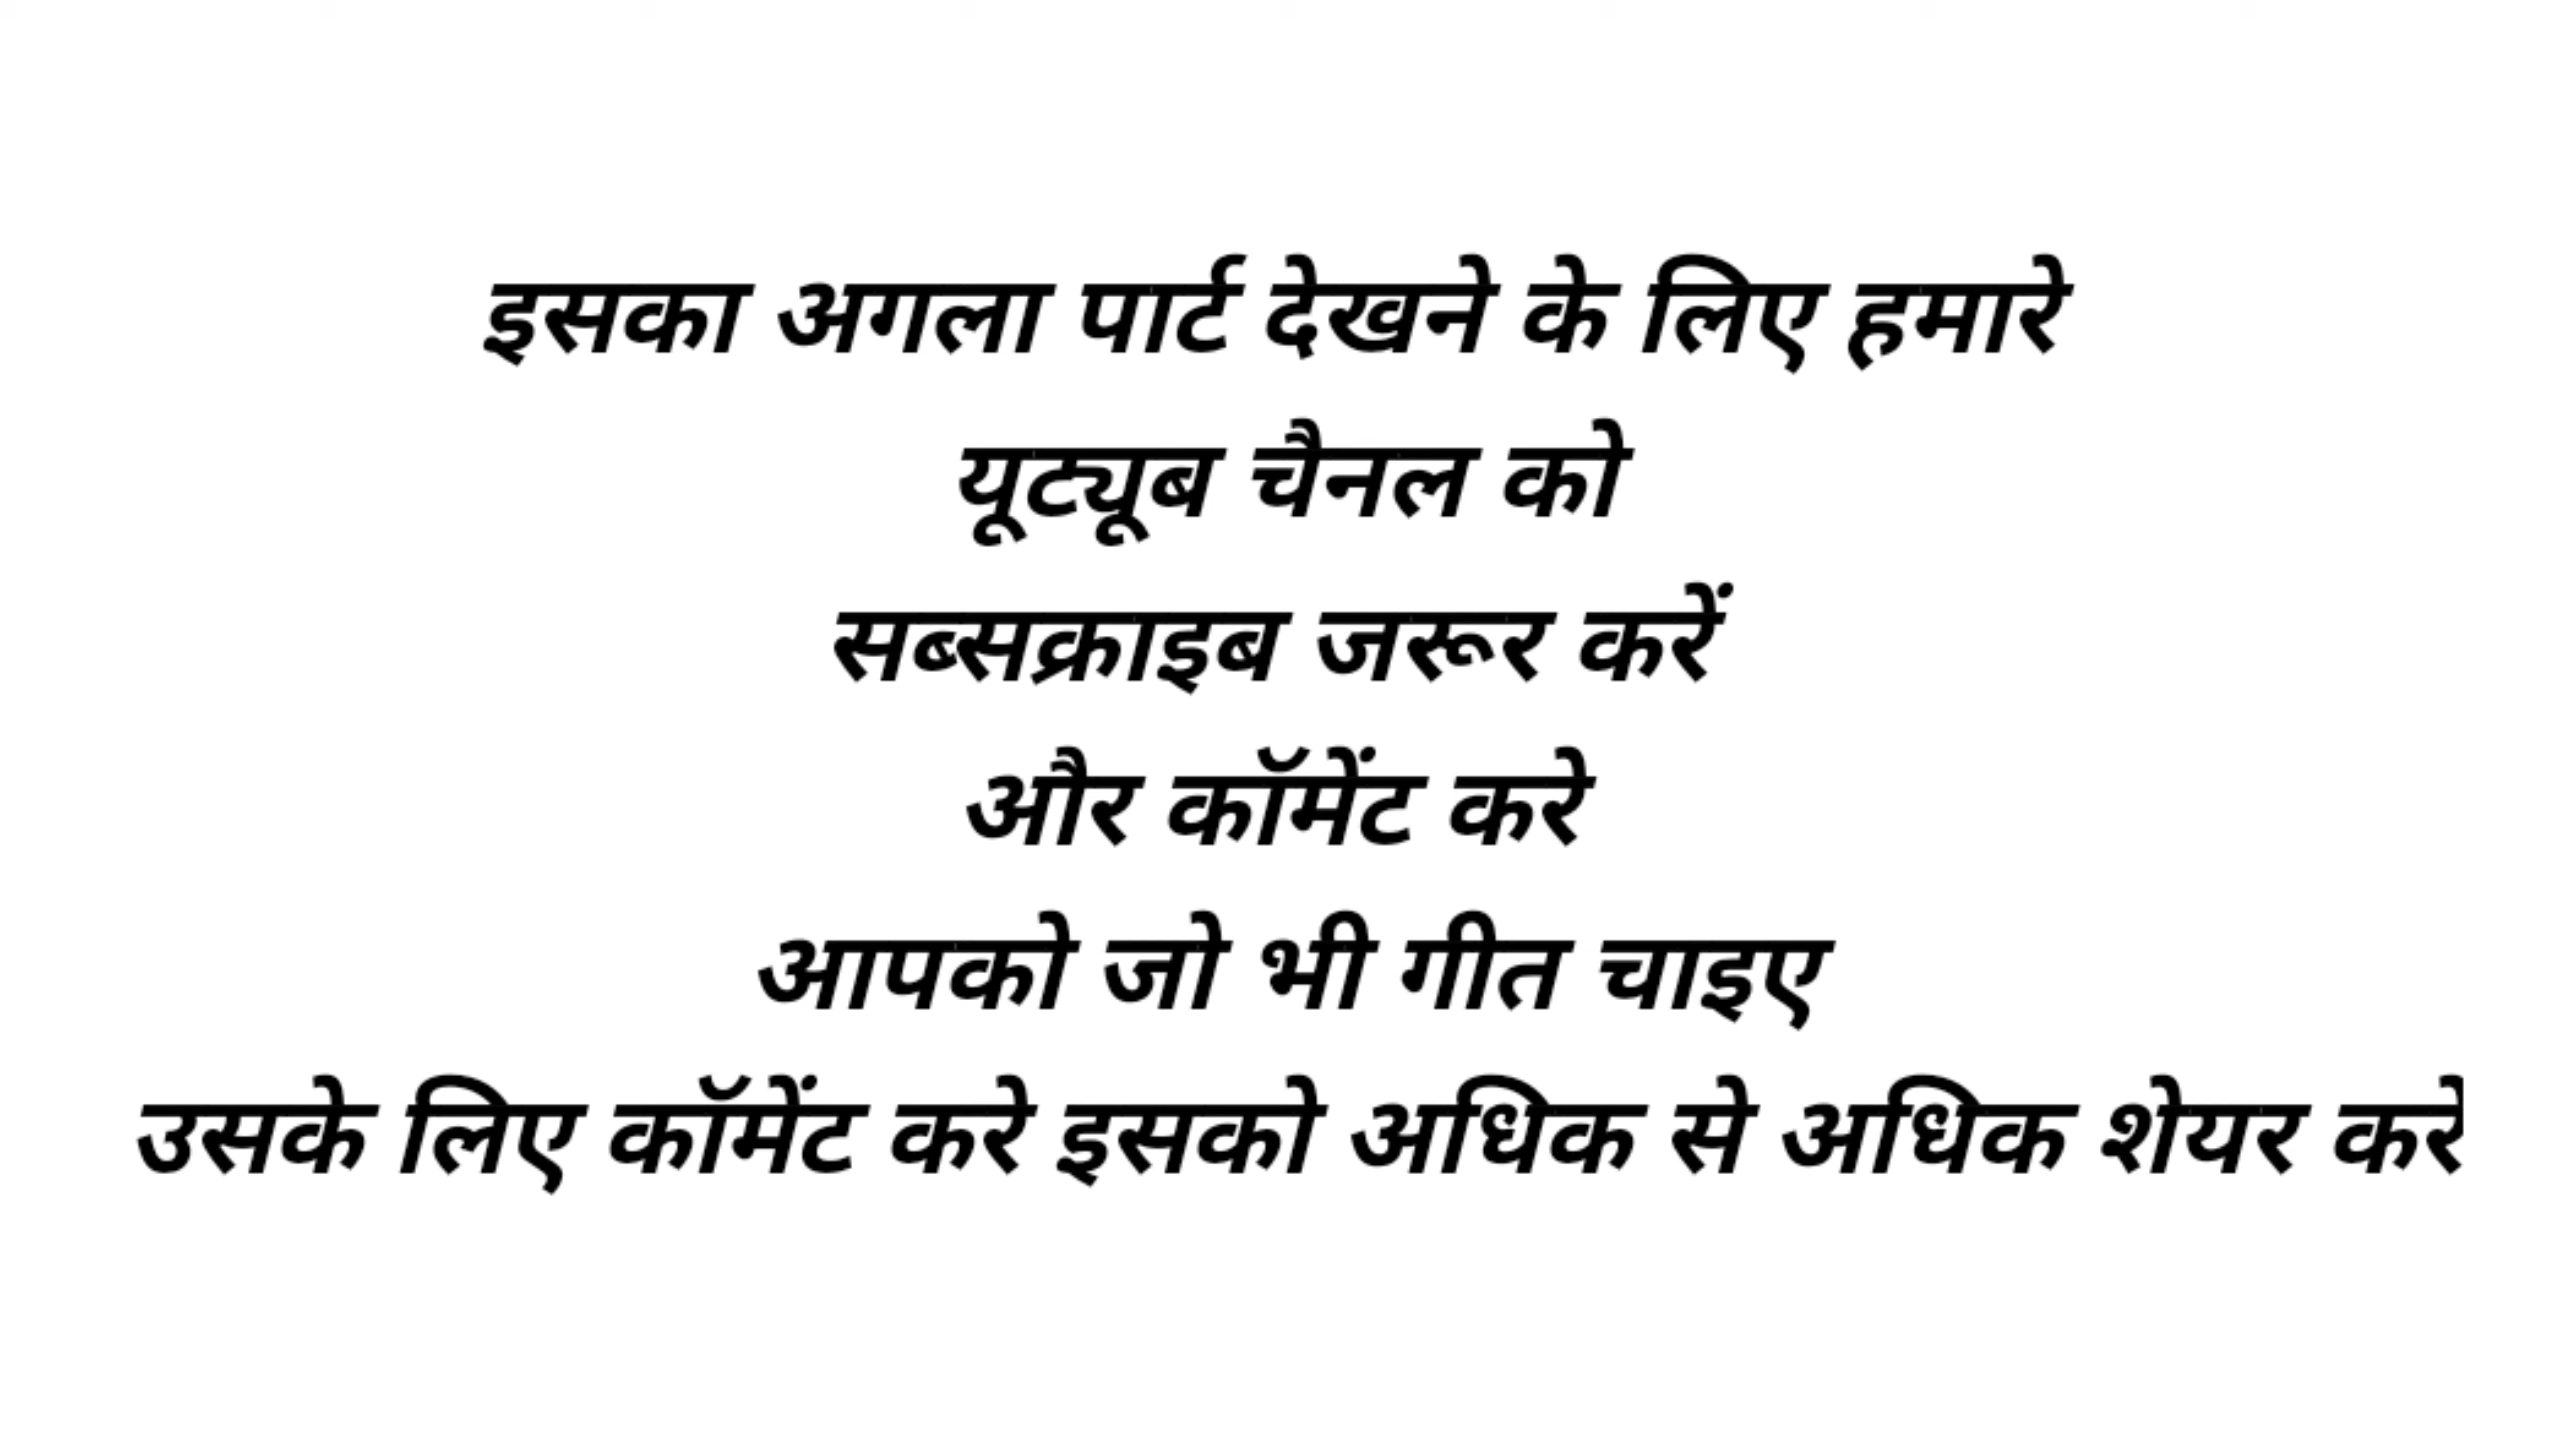 इसका अगला पार्ट देखने के लिए हमारे
यूट्यूब चैनल को
सब्सक्राइब जरूर करें
और कॉमेंट करे
आपको जो भी गीत चाइए
उसके लिए कॉमेंट करे इसको अधिक से अधिक शेयर करे